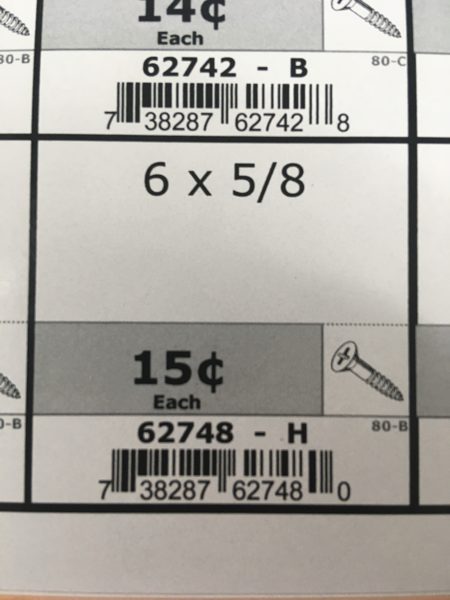 14¢
Each
80-B
62742 - B
80-C
7 38287 62742 8
6 x 5/8
15¢
Each
0-B
62748 - H
80-B
7 38287 62748 0